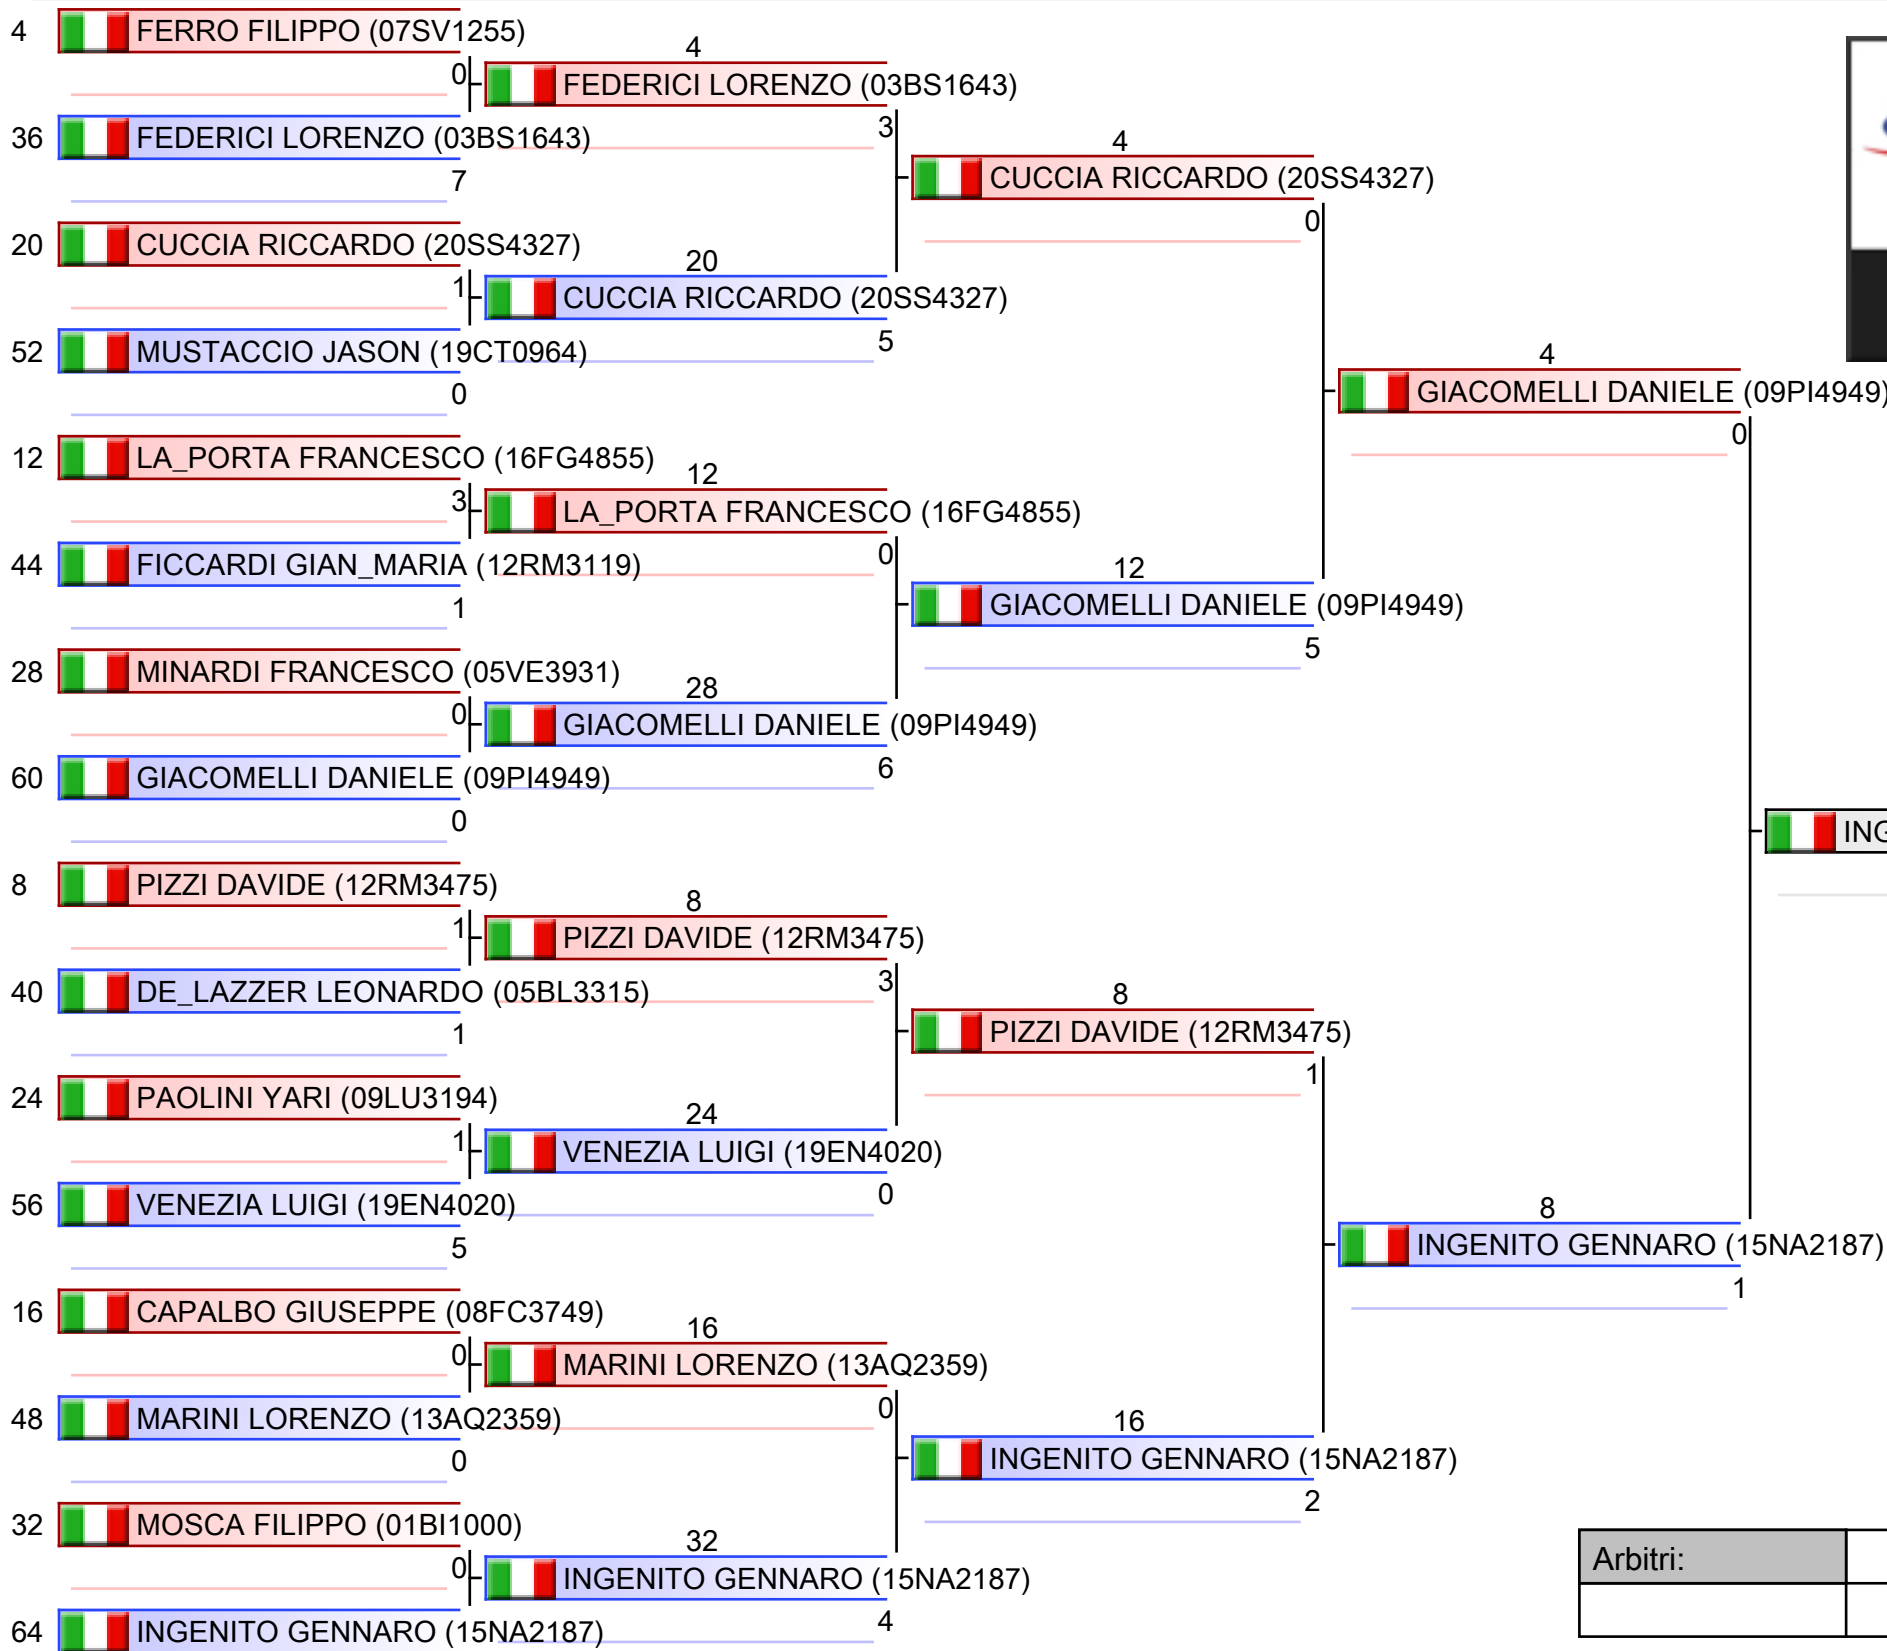 4 FERRO FILIPPO (07SV1255)
4
0 FEDERICI LORENZO (03BS1643)
36 FEDERICI LORENZO (03BS1643)
3
4
7
CUCCIA RICCARDO (20SS4327)
0
20 CUCCIA RICCARDO (20SS4327)
20
1 CUCCIA RICCARDO (20SS4327)
52 MUSTACCIO JASON (19CT0964)
5
4
0
GIACOMELLI DANIELE (09PI4949)
0
12 LA_PORTA FRANCESCO (16FG4855)
12
3 LA_PORTA FRANCESCO (16FG4855)
44 FICCARDI GIAN_MARIA (12RM3119)
0
12
1
GIACOMELLI DANIELE (09PI4949)
5
28 MINARDI FRANCESCO (05VE3931)
28
0 GIACOMELLI DANIELE (09PI4949)
60 GIACOMELLI DANIELE (09PI4949)
6
0
8 PIZZI DAVIDE (12RM3475)
8
1 PIZZI DAVIDE (12RM3475)
40 DE_LAZZER LEONARDO (05BL3315)
3
8
1
PIZZI DAVIDE (12RM3475)
1
24 PAOLINI YARI (09LU3194)
24
1 VENEZIA LUIGI (19EN4020)
56 VENEZIA LUIGI (19EN4020)
0
8
5
INGENITO GENNARO (15NA2187)
1
16 CAPALBO GIUSEPPE (08FC3749)
16
0 MARINI LORENZO (13AQ2359)
48 MARINI LORENZO (13AQ2359)
0
16
0
INGENITO GENNARO (15NA2187)
2
32 MOSCA FILIPPO (01BI1000)
32
0 INGENITO GENNARO (15NA2187)
64 INGENITO GENNARO (15NA2187)
4
Arbitri: